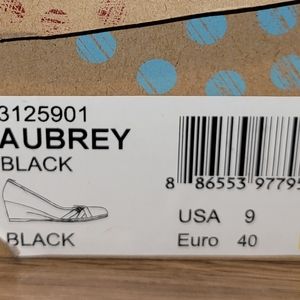 3125901
AUBREY
BLACK
8 86553 97795
USA 9
BLACK
Euro 40